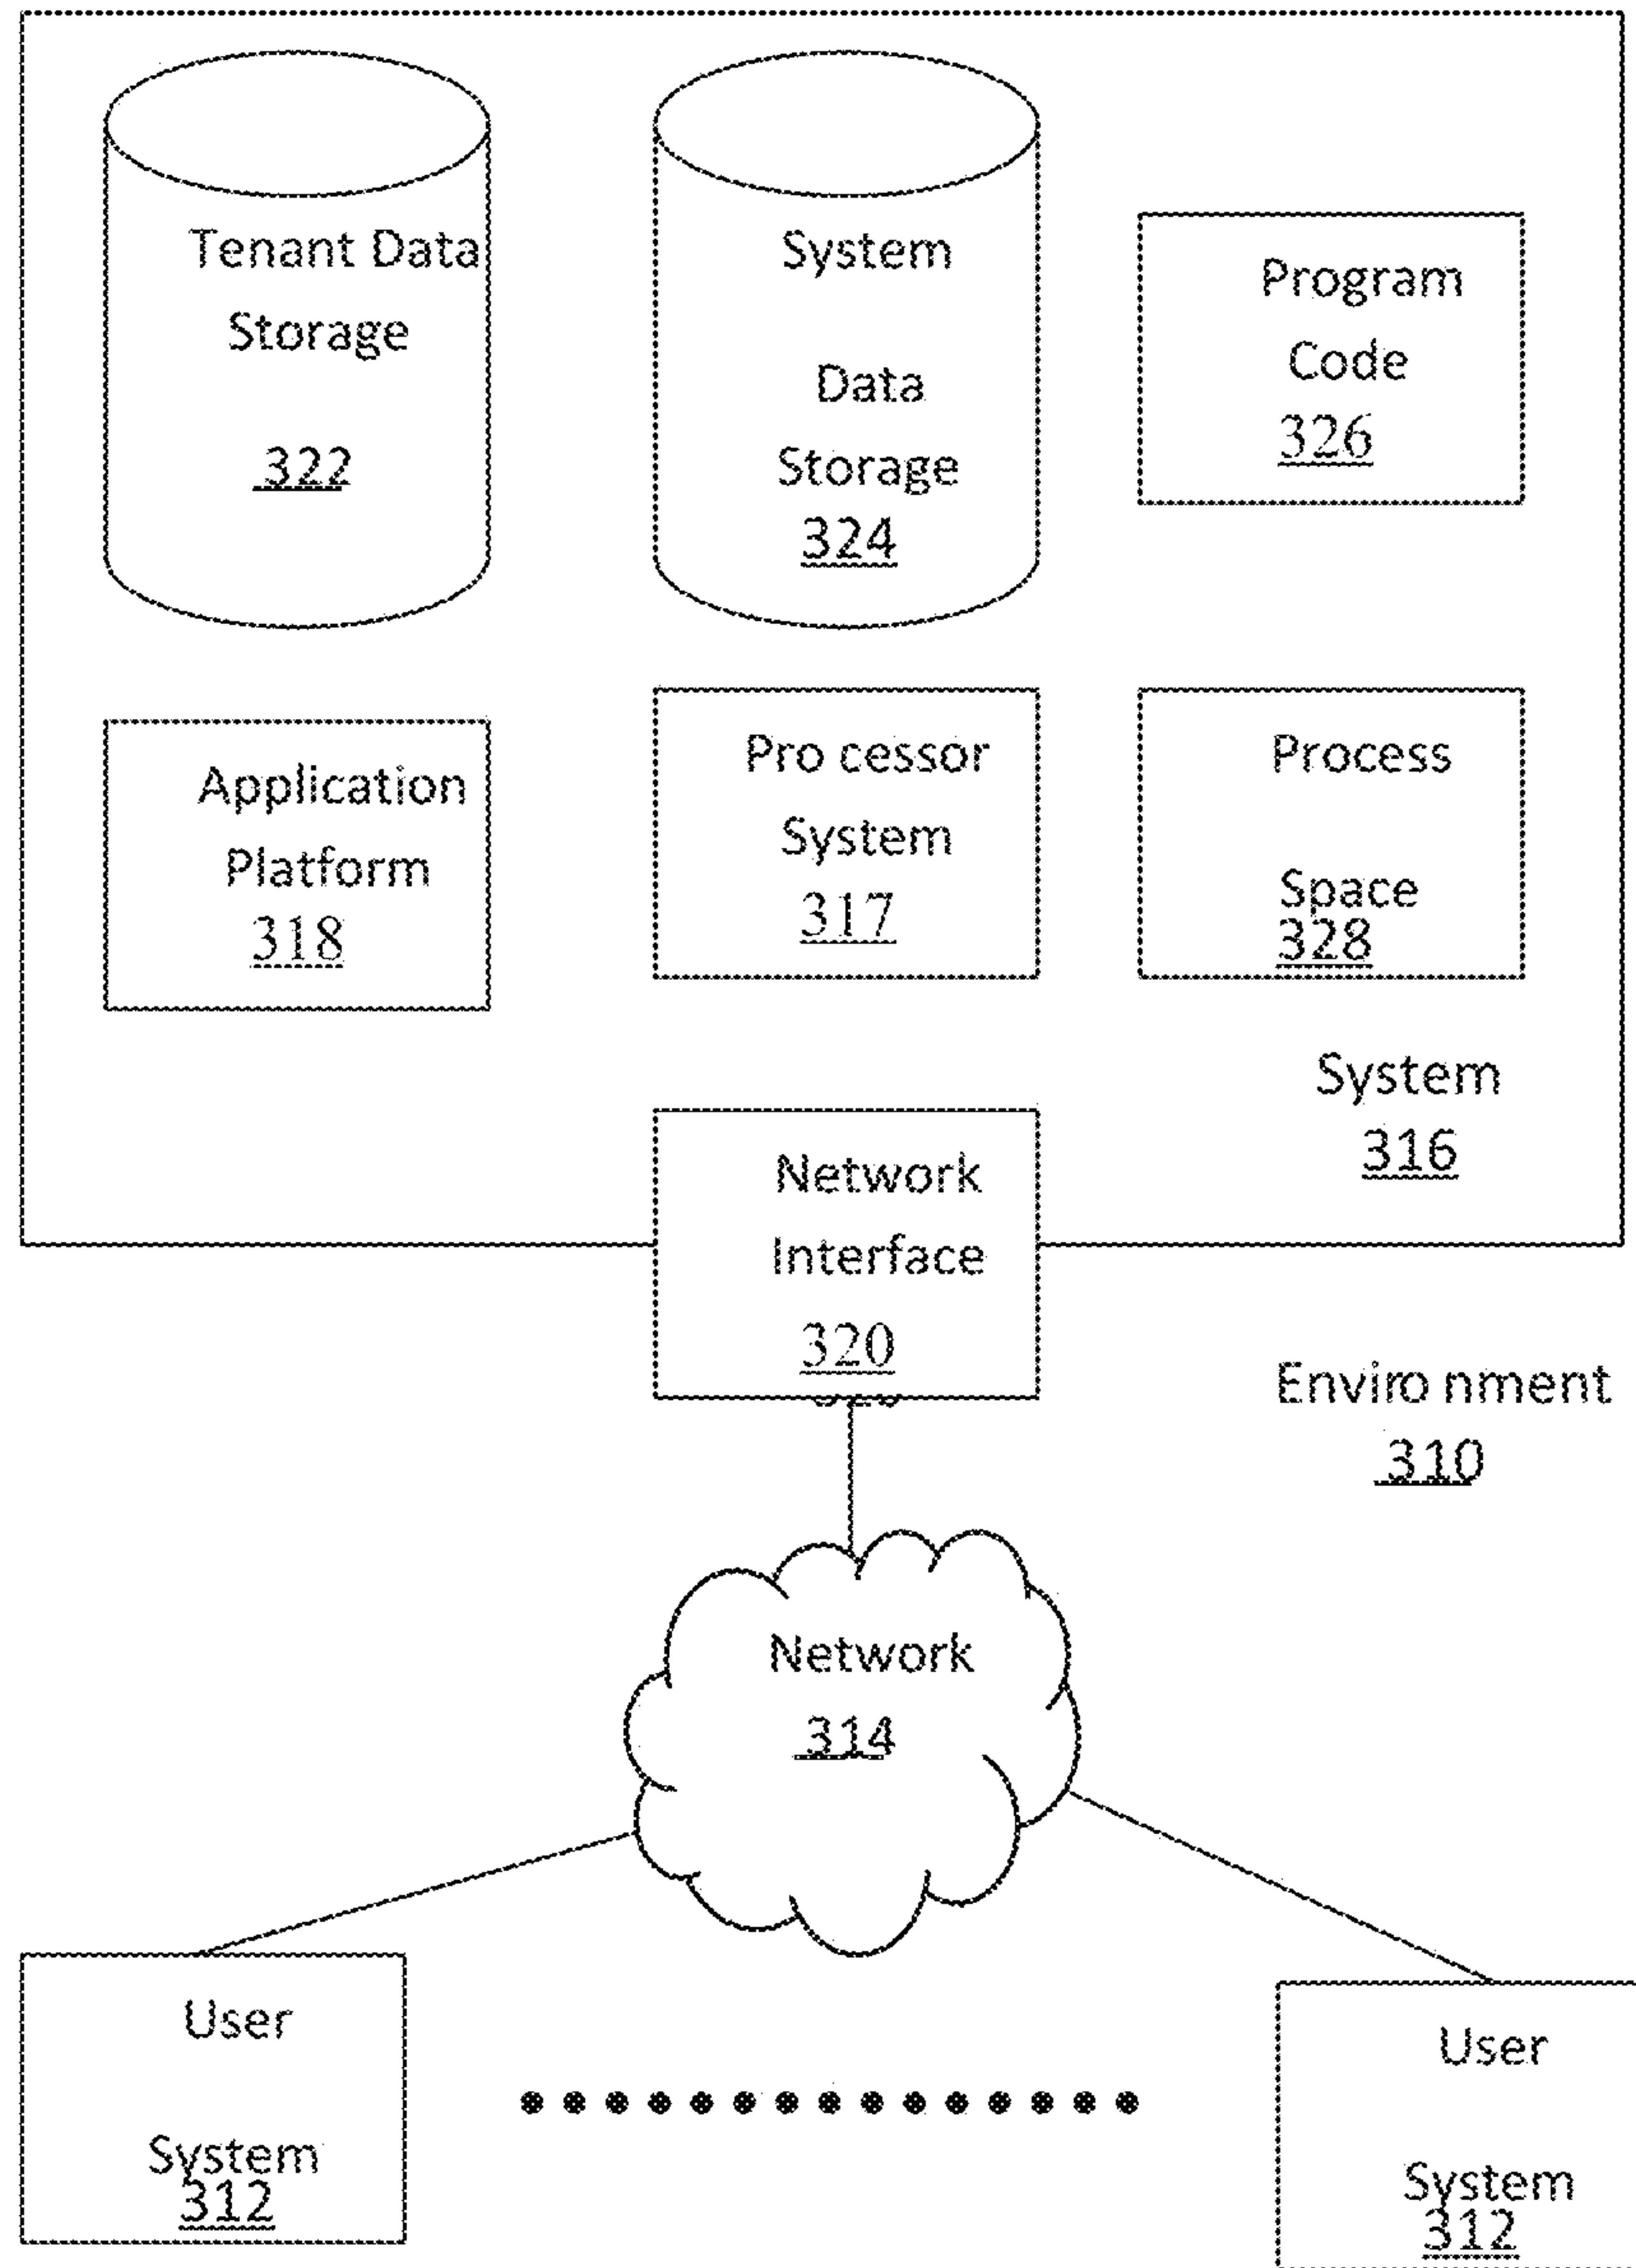 Tenant Data
Storage
322
System
Data
Storage
324
Program
Code
326
Application
Platform
318
Pro cessor
System
317
Process
Space
328
System
316
Network
Interface
320
Enviro nment
310
Network
314
User
System
312
User
System
312